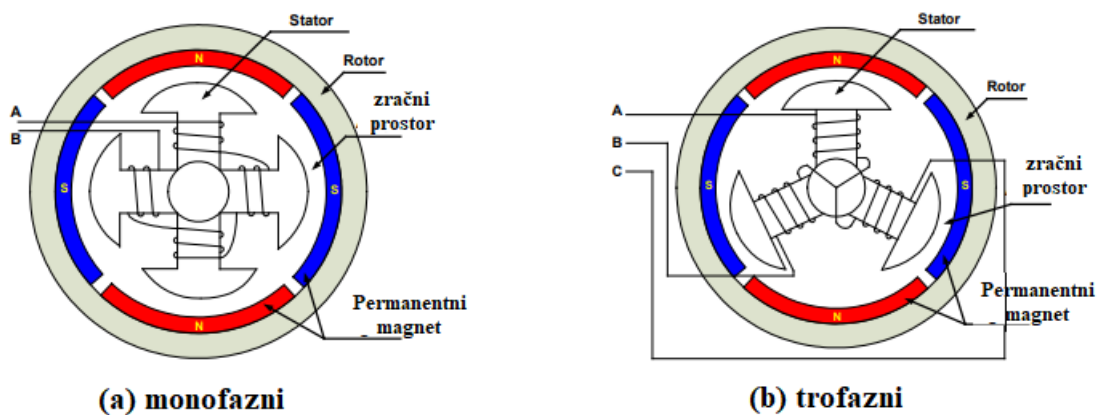 Stator
N
Rotor
A
B
zračni
prostor
S
S
Permanentni
magnet
N
(a) monofazni
Stator
N
Rotor
A
B
C
zračni
prostor
S
S
Permanentni
magnet
N
(b) trofazni